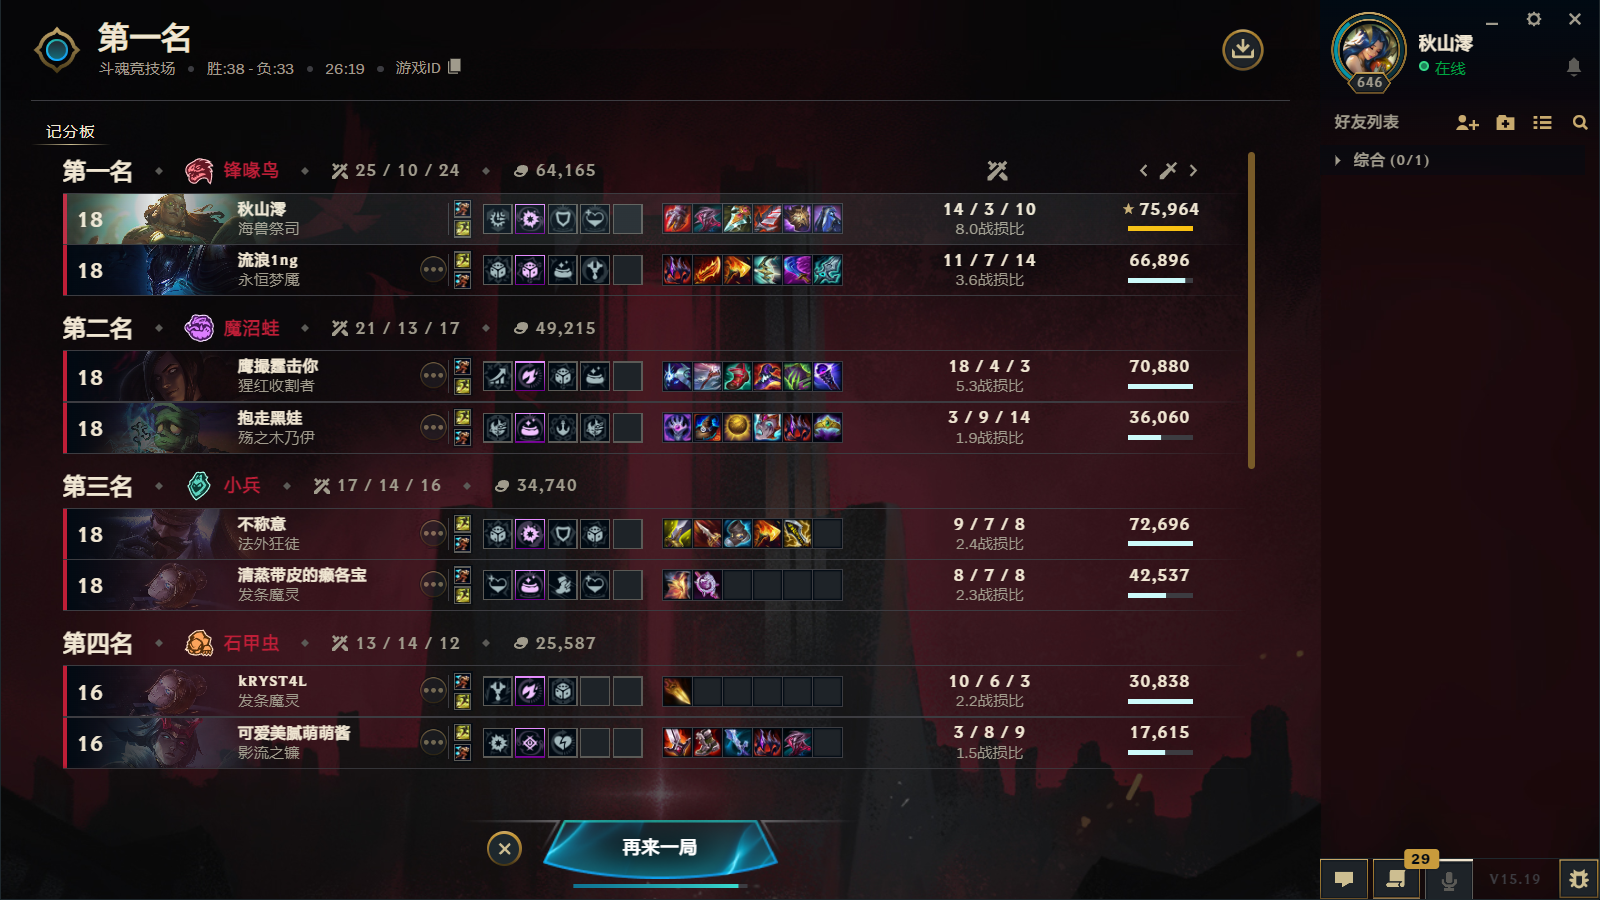 第一名
斗魂竞技场 • 胜:38 - 负:33 • 26:19 • 游戏ID
秋山澪
在线
646
好友列表
综合 (0/1)
记分板
第一名 锋喙鸟 25 / 10 / 24 64,165
18 秋山澪 14 / 3 / 10 75,964
海兽祭司 8.0战损比
18 流浪1ng 11 / 7 / 14 66,896
永恒梦魇 3.6战损比
第二名 魔沼蛙 21 / 13 / 17 49,215
18 鹰撮霆击你 18 / 4 / 3 70,880
猩红收割者 5.3战损比
18 抱走黑娃 3 / 9 / 14 36,060
殇之木乃伊 1.9战损比
第三名 小兵 17 / 14 / 16 34,740
18 不称意 9 / 7 / 8 72,696
法外狂徒 2.4战损比
18 清蒸带皮的癞各宝 8 / 7 / 8 42,537
发条魔灵 2.3战损比
第四名 石甲虫 13 / 14 / 12 25,587
16 kRYST4L 10 / 6 / 3 30,838
发条魔灵 2.2战损比
16 可爱美腻萌萌酱 3 / 8 / 9 17,615
影流之镰 1.5战损比
再来一局
29
V15.19